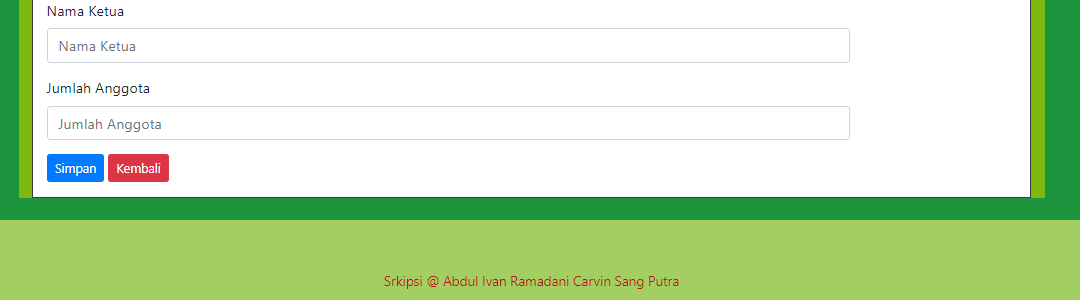 Nama Ketua
Nama Ketua
Jumlah Anggota
Jumlah Anggota
Simpan Kembali
Srkipsi @ Abdul Ivan Ramadani Carvin Sang Putra